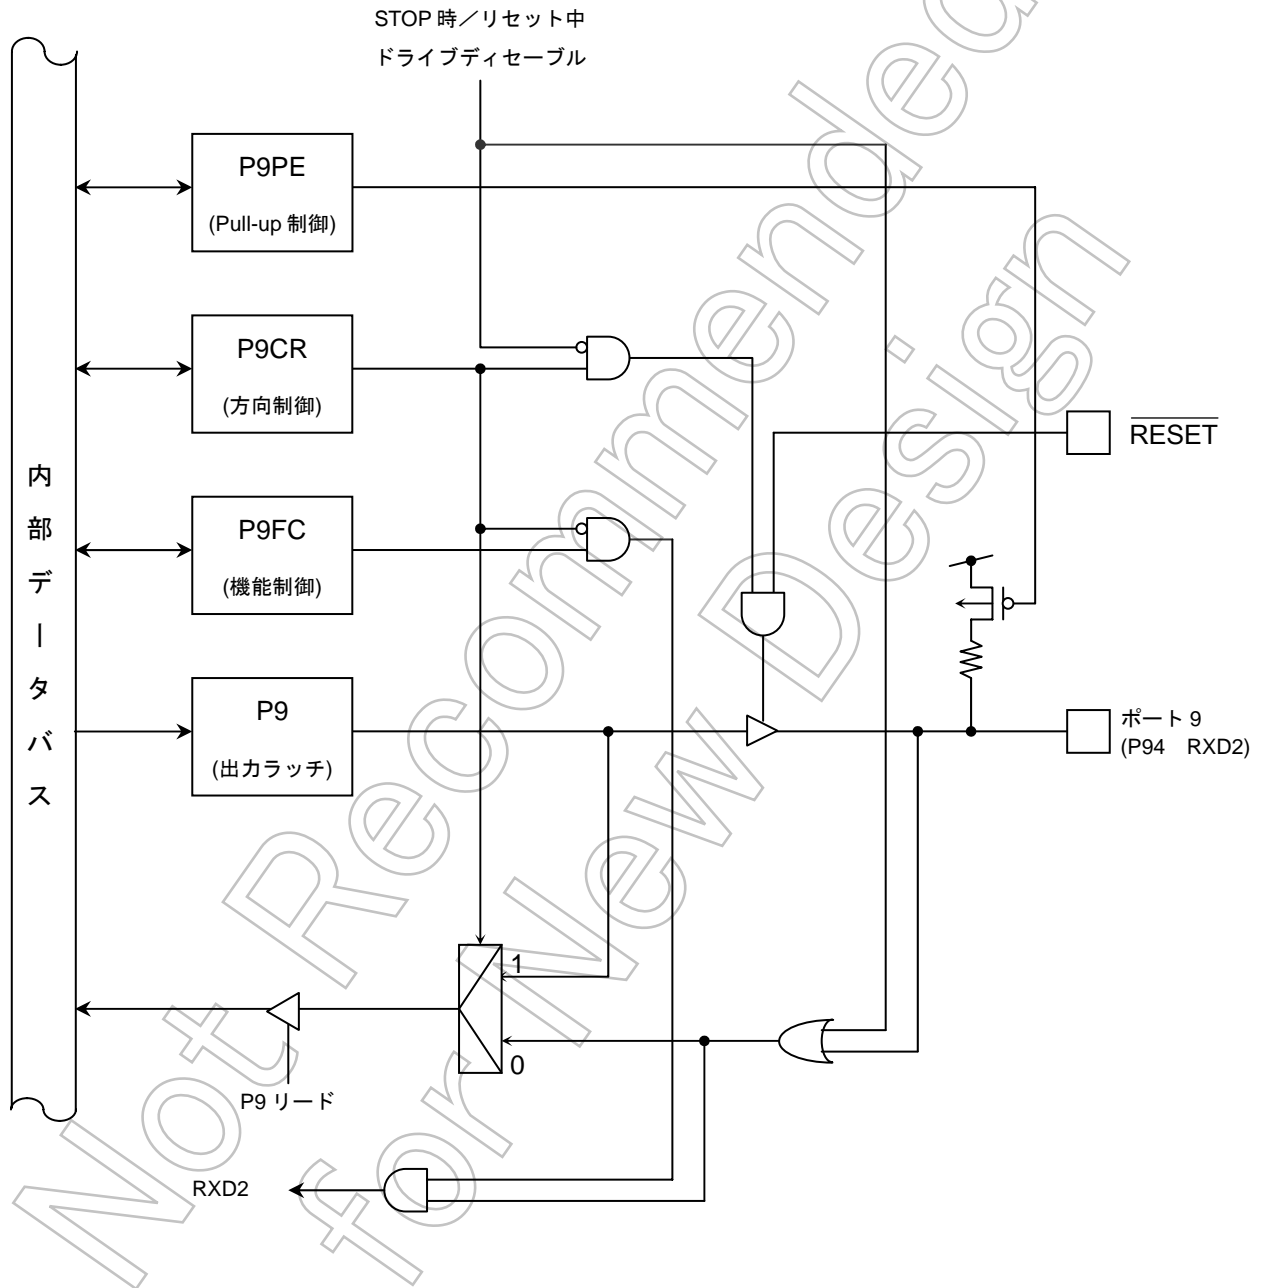 STOP 時／リセット中
ドライブディセーブル
P9PE
(Pull-up 制御)
P9CR
(方向制御)
RESET
内部データバス
P9FC
(機能制御)
P9
(出力ラッチ)
ポート 9
(P94 RXD2)
1
0
P9 リード
RXD2
Not Recommended
for New Design